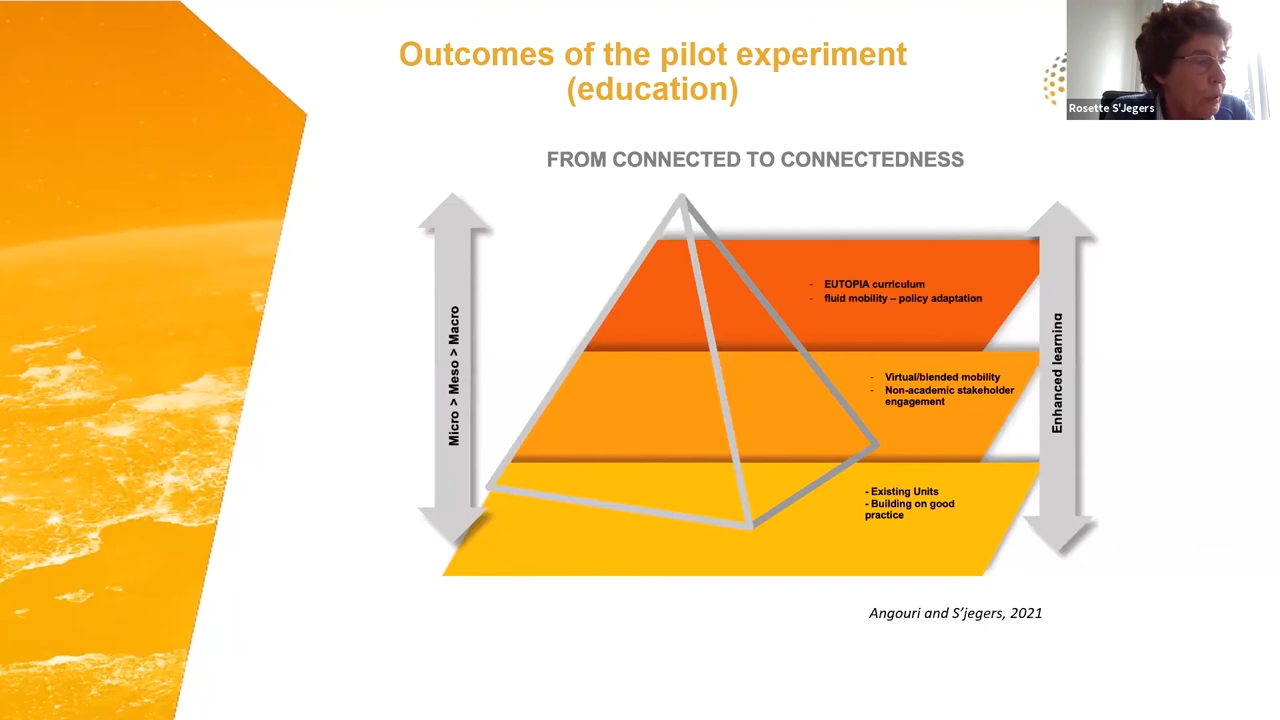 Outcomes of the pilot experiment
(education)
Rosette S'Jegers
FROM CONNECTED TO CONNECTEDNESS
Micro > Meso > Macro
- EUTOPIA curriculum
- fluid mobility – policy adaptation
- Virtual/blended mobility
- Non-academic stakeholder
engagement
- Existing Units
- Building on good
practice
Enhanced learning
Angouri and S'jegers, 2021